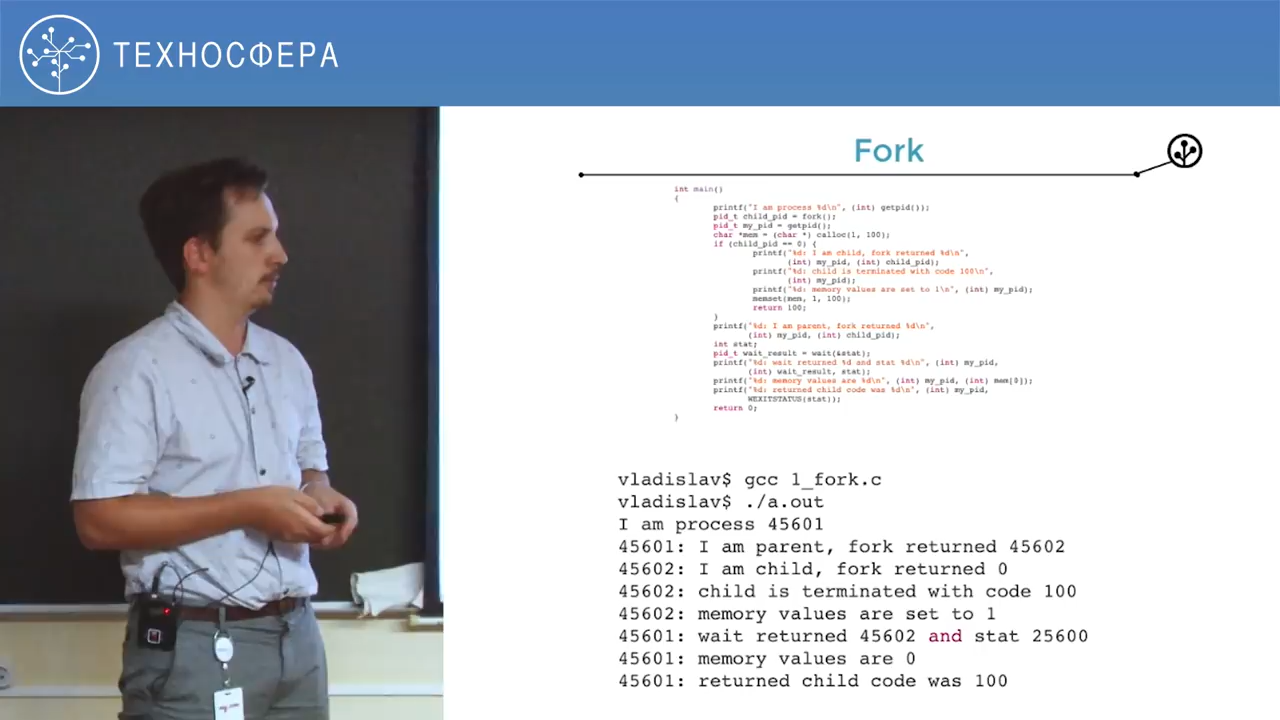 ТЕХНОСФЕРА
Fork
int main()
{
printf("I am process %d\n", (int) getpid());
pid_t child_pid = fork();
pid_t my_pid = getpid();
char *mem = (char *) calloc(1, 100);
if (child_pid == 0) {
printf("%d: I am child, fork returned %d\n",
(int) my_pid, (int) child_pid);
printf("%d: child is terminated with code 100\n",
(int) my_pid);
printf("%d: memory values are set to 1\n", (int) my_pid);
memset(mem, 1, 100);
return 100;
}
printf("%d: I am parent, fork returned %d\n",
(int) my_pid, (int) child_pid);
int stat;
pid_t wait_result = wait(&stat);
printf("%d: wait returned %d and stat %d\n", (int) my_pid,
(int) wait_result, stat);
printf("%d: memory values are %d\n", (int) my_pid, (int) mem[0]);
printf("%d: returned child code was %d\n", (int) my_pid,
WEXITSTATUS(stat));
return 0;
}
vladislav$ gcc 1_fork.c
vladislav$ ./a.out
I am process 45601
45601: I am parent, fork returned 45602
45602: I am child, fork returned 0
45602: child is terminated with code 100
45602: memory values are set to 1
45601: wait returned 45602 and stat 25600
45601: memory values are 0
45601: returned child code was 100